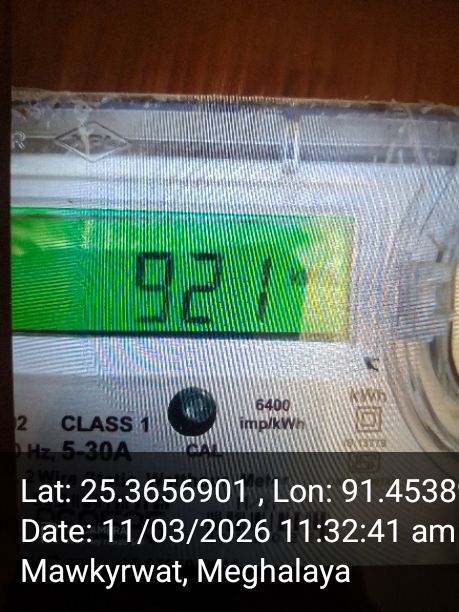 921
kWh
6400
imp/kWh
CLASS 1
Hz, 5-30A
CAL
Lat: 25.3656901 , Lon: 91.4538
Date: 11/03/2026 11:32:41 am
Mawkyrwat, Meghalaya